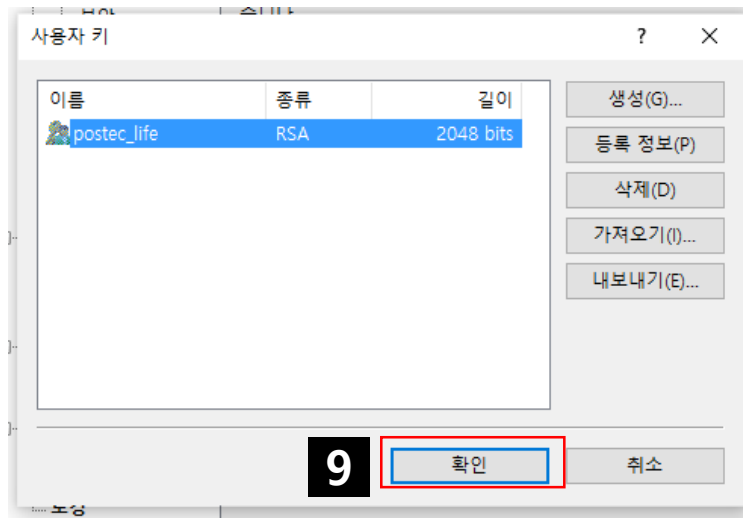 사용자 키
이름 종류 길이
postec_life RSA 2048 bits
생성(G)...
등록 정보(P)
삭제(D)
가져오기(I)...
내보내기(E)...
9
확인
취소